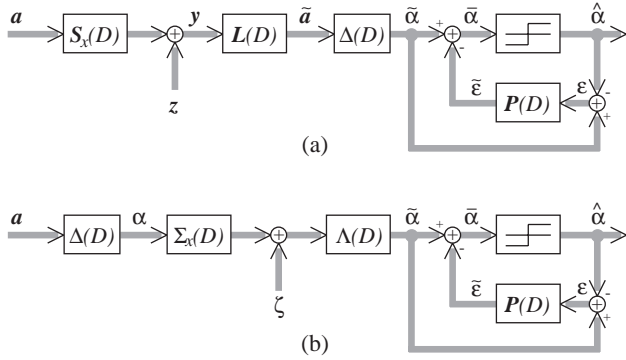 a S_x(D) + y L(D) ã Δ(D) α̃ + - ᾱ α̂
z ε̃ P(D) ε - + +
(a)
a Δ(D) α Σ_x(D) + Λ(D) α̃ + - ᾱ α̂
ζ ε̃ P(D) ε - + +
(b)